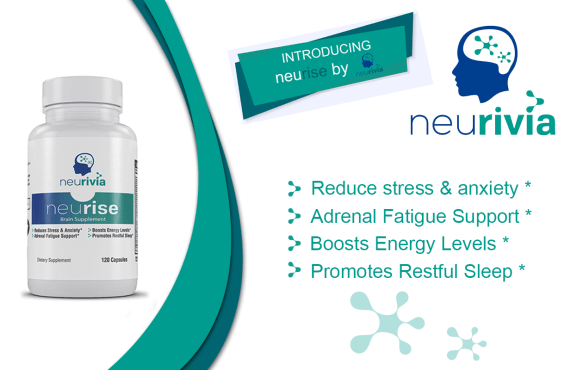 INTRODUCING
neurise by neurivia
neurivia
neurivia
neurise
Brain Supplement
Reduces Stress & Anxiety* Boosts Energy Levels*
Adrenal Fatigue Support* Promotes Restful Sleep*
Dietary Supplement 120 Capsules
Reduce stress & anxiety *
Adrenal Fatigue Support *
Boosts Energy Levels *
Promotes Restful Sleep *